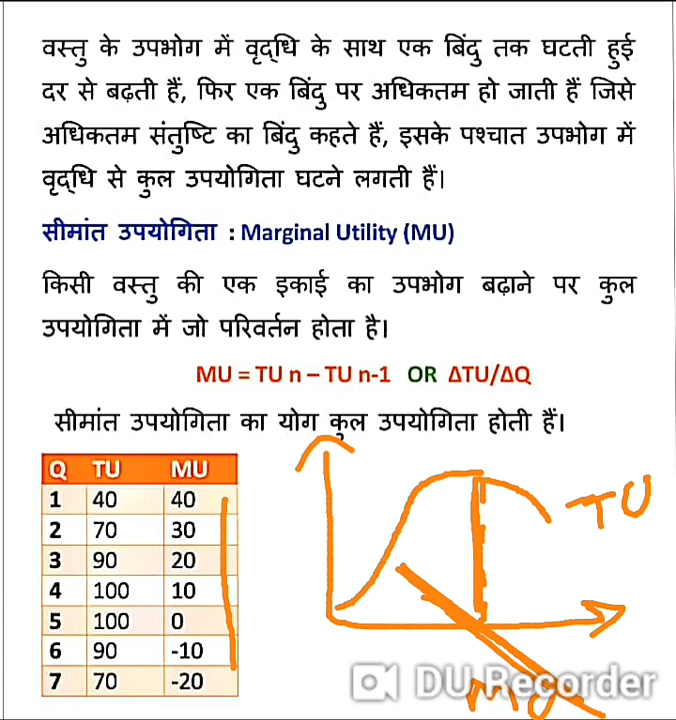 वस्तु के उपभोग में वृद्धि के साथ एक बिंदु तक घटती हुई
दर से बढ़ती हैं, फिर एक बिंदु पर अधिकतम हो जाती हैं जिसे
अधिकतम संतुष्टि का बिंदु कहते हैं, इसके पश्चात उपभोग में
वृद्धि से कुल उपयोगिता घटने लगती हैं।
सीमांत उपयोगिता : Marginal Utility (MU)
किसी वस्तु की एक इकाई का उपभोग बढ़ाने पर कुल
उपयोगिता में जो परिवर्तन होता है।
MU = TU n – TU n-1 OR ΔTU/ΔQ
सीमांत उपयोगिता का योग कुल उपयोगिता होती हैं।
Q TU MU
1 40 40
2 70 30
3 90 20
4 100 10
5 100 0
6 90 -10
7 70 -20
TU
MU
DU Recorder